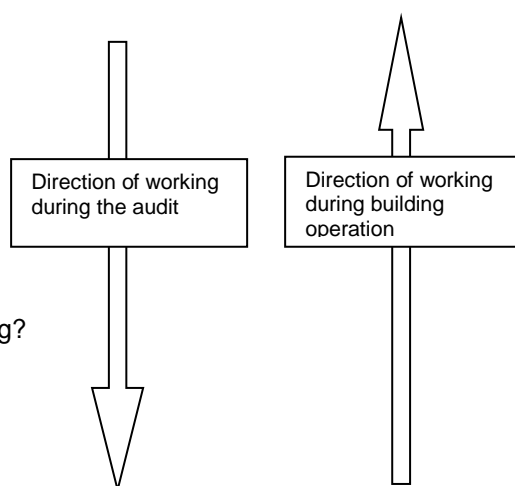 Direction of working
during the audit
Direction of working
during building
operation
g?